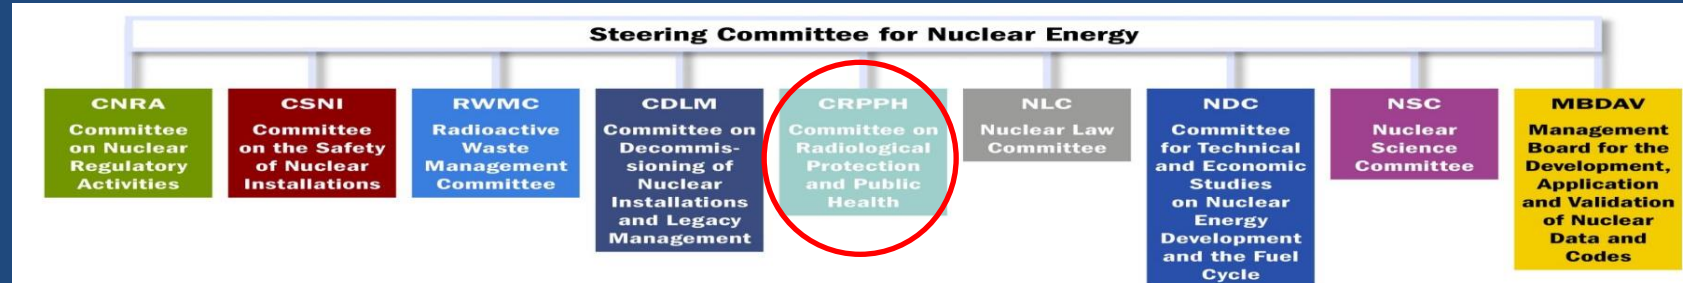 Steering Committee for Nuclear Energy
CNRA
Committee
on Nuclear
Regulatory
Activities
CSNI
Committee
on the Safety
of Nuclear
Installations
RWMC
Radioactive
Waste
Management
Committee
CDLM
Committee on
Decommis-
sioning of
Nuclear
Installations
and Legacy
Management
CRPPH
Committee on
Radiological
Protection
and Public
Health
NLC
Nuclear Law
Committee
NDC
Committee
for Technical
and Economic
Studies
on Nuclear
Energy
Development
and the Fuel
Cycle
NSC
Nuclear
Science
Committee
MBDAV
Management
Board for the
Development,
Application
and Validation
of Nuclear
Data and
Codes